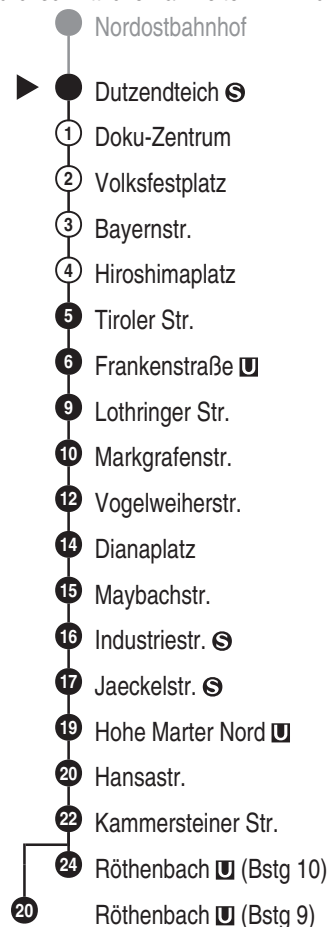 Nordostbahnhof
Dutzendteich S
1 Doku-Zentrum
2 Volksfestplatz
3 Bayernstr.
4 Hiroshimaplatz
5 Tiroler Str.
6 Frankenstraße U
9 Lothringer Str.
10 Markgrafenstr.
12 Vogelweiherstr.
14 Dianaplatz
15 Maybachstr.
16 Industriestr. S
17 Jaeckelstr. S
19 Hohe Marter Nord U
20 Hansastr.
22 Kammersteiner Str.
24 Röthenbach U (Bstg 10)
20 Röthenbach U (Bstg 9)